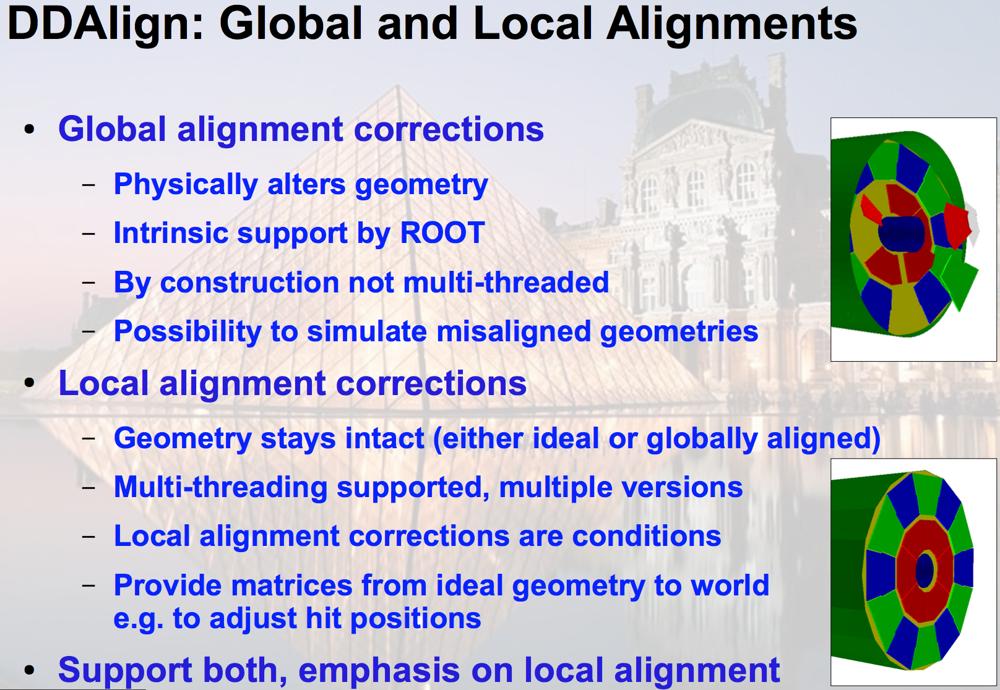 DDAlign: Global and Local Alignments
• Global alignment corrections
– Physically alters geometry
– Intrinsic support by ROOT
– By construction not multi-threaded
– Possibility to simulate misaligned geometries
• Local alignment corrections
– Geometry stays intact (either ideal or globally aligned)
– Multi-threading supported, multiple versions
– Local alignment corrections are conditions
– Provide matrices from ideal geometry to world
e.g. to adjust hit positions
• Support both, emphasis on local alignment